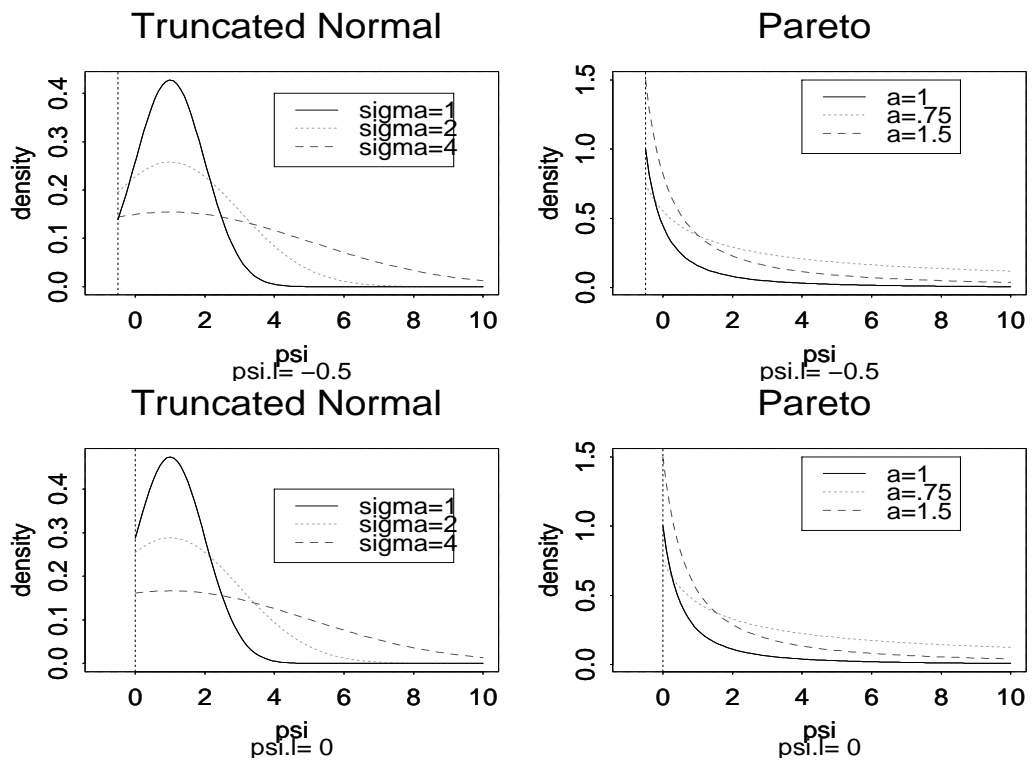 Truncated Normal
density
0.0 0.1 0.2 0.3 0.4
sigma=1
sigma=2
sigma=4
0 2 4 6 8 10
psi
psi.l= −0.5
Pareto
density
0.0 0.5 1.0 1.5
a=1
a=.75
a=1.5
0 2 4 6 8 10
psi
psi.l= −0.5
Truncated Normal
density
0.0 0.1 0.2 0.3 0.4
sigma=1
sigma=2
sigma=4
0 2 4 6 8 10
psi
psi.l= 0
Pareto
density
0.0 0.5 1.0 1.5
a=1
a=.75
a=1.5
0 2 4 6 8 10
psi
psi.l= 0